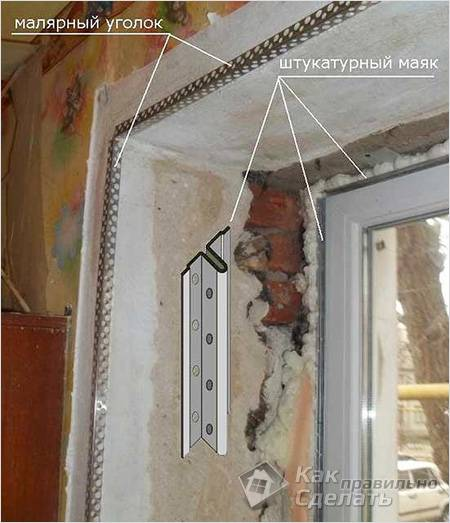 малярный уголок
штукатурный маяк
Как
правильно
Сделать